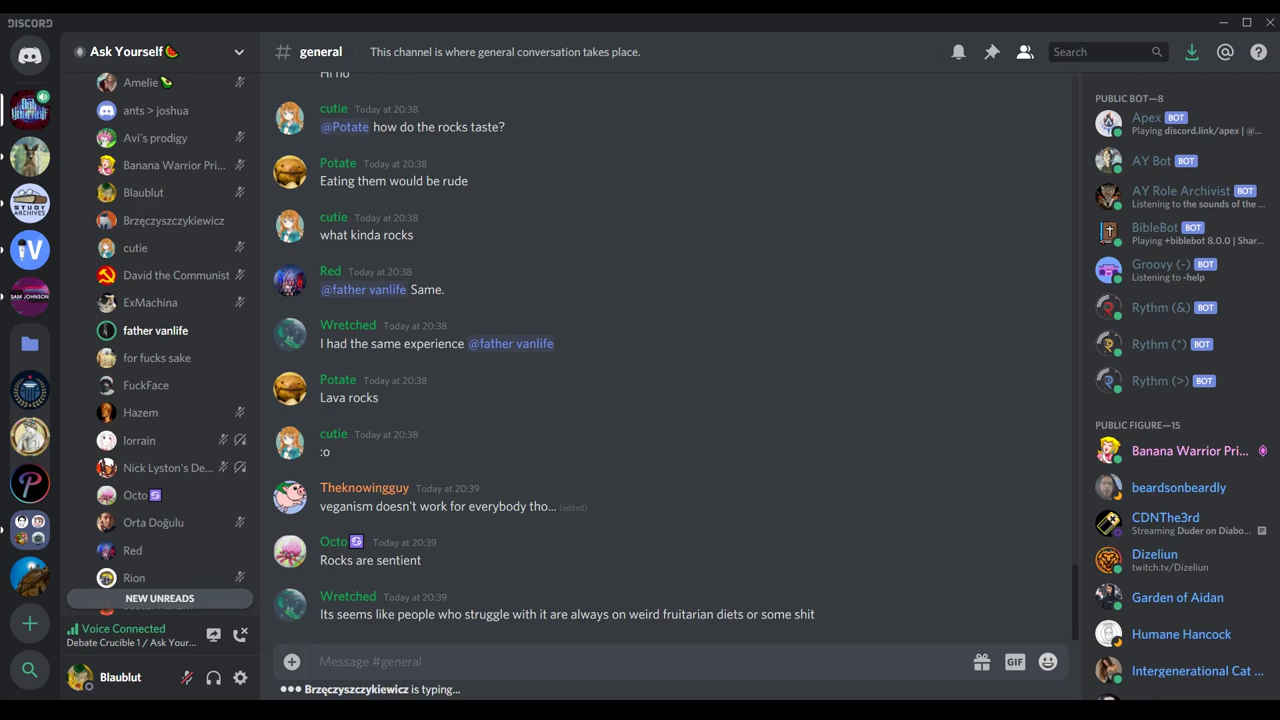 DISCORD
Ask Yourself🍉
# general
This channel is where general conversation takes place.
Search
Amelie🥑
ants > joshua
Avi's prodigy
Banana Warrior Pri...
Blaublut
Brzęczyszczykiewicz
cutie
David the Communist
ExMachina
father vanlife
for fucks sake
FuckFace
Hazem
lorrain
Nick Lyston's De...
Octo♋
Orta Doğulu
Red
Rion
NEW UNREADS
Voice Connected
Debate Crucible 1 / Ask Your...
Blaublut
STUDY ARCHIVES
V
SAM JOHNSON
Hi no
cutie Today at 20:38
@Potate how do the rocks taste?
Potate Today at 20:38
Eating them would be rude
cutie Today at 20:38
what kinda rocks
Red Today at 20:38
@father vanlife Same.
Wretched Today at 20:38
I had the same experience @father vanlife
Potate Today at 20:38
Lava rocks
cutie Today at 20:38
:o
Theknowingguy Today at 20:39
veganism doesn't work for everybody tho... (edited)
Octo♋ Today at 20:39
Rocks are sentient
Wretched Today at 20:39
Its seems like people who struggle with it are always on weird fruitarian diets or some shit
Message #general
GIF
Brzęczyszczykiewicz is typing...
PUBLIC BOT—8
Apex BOT
Playing discord.link/apex | @...
AY Bot BOT
AY Role Archivist BOT
Listening to the sounds of the ...
BibleBot BOT
Playing +biblebot 8.0.0 | Shar...
Groovy (-) BOT
Listening to -help
Rythm (&) BOT
Rythm (*) BOT
Rythm (>) BOT
PUBLIC FIGURE—15
Banana Warrior Pri...
beardsonbeardly
CDNThe3rd
Streaming Duder on Diabo...
Dizeliun
twitch.tv/Dizeliun
Garden of Aidan
Humane Hancock
Intergenerational Cat ...